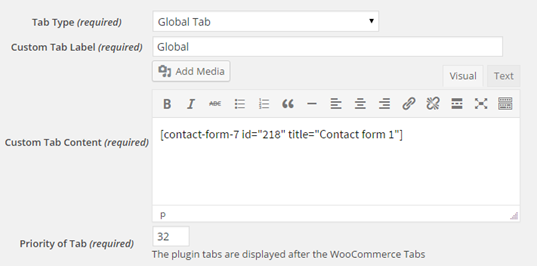 Tab Type (required) Global Tab
Custom Tab Label (required) Global
Add Media
Visual Text
B I ABC
Custom Tab Content (required) [contact-form-7 id="218" title="Contact form 1"]
P
Priority of Tab (required) 32
The plugin tabs are displayed after the WooCommerce Tabs